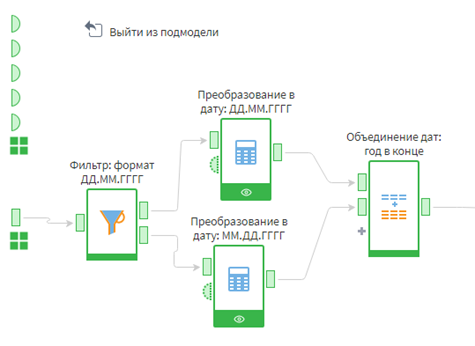 Выйти из подмодели
Преобразование в
дату: ДД.ММ.ГГГГ
Объединение дат:
год в конце
Фильтр: формат
ДД.ММ.ГГГГ
Преобразование в
дату: ММ.ДД.ГГГГ